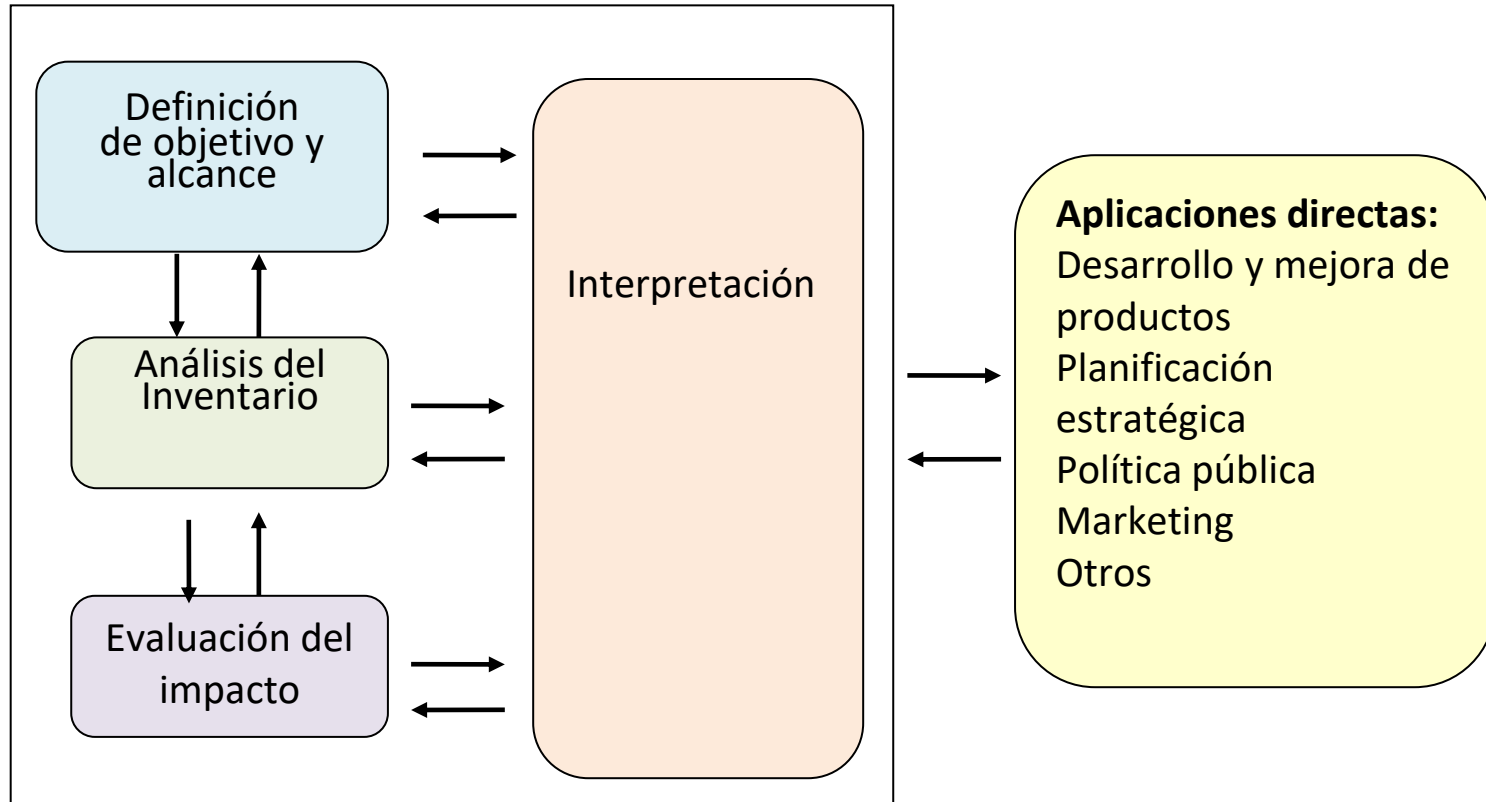 Definición
de objetivo y
alcance
Interpretación
Análisis del
Inventario
Evaluación del
impacto
Aplicaciones directas:
Desarrollo y mejora de
productos
Planificación
estratégica
Política pública
Marketing
Otros